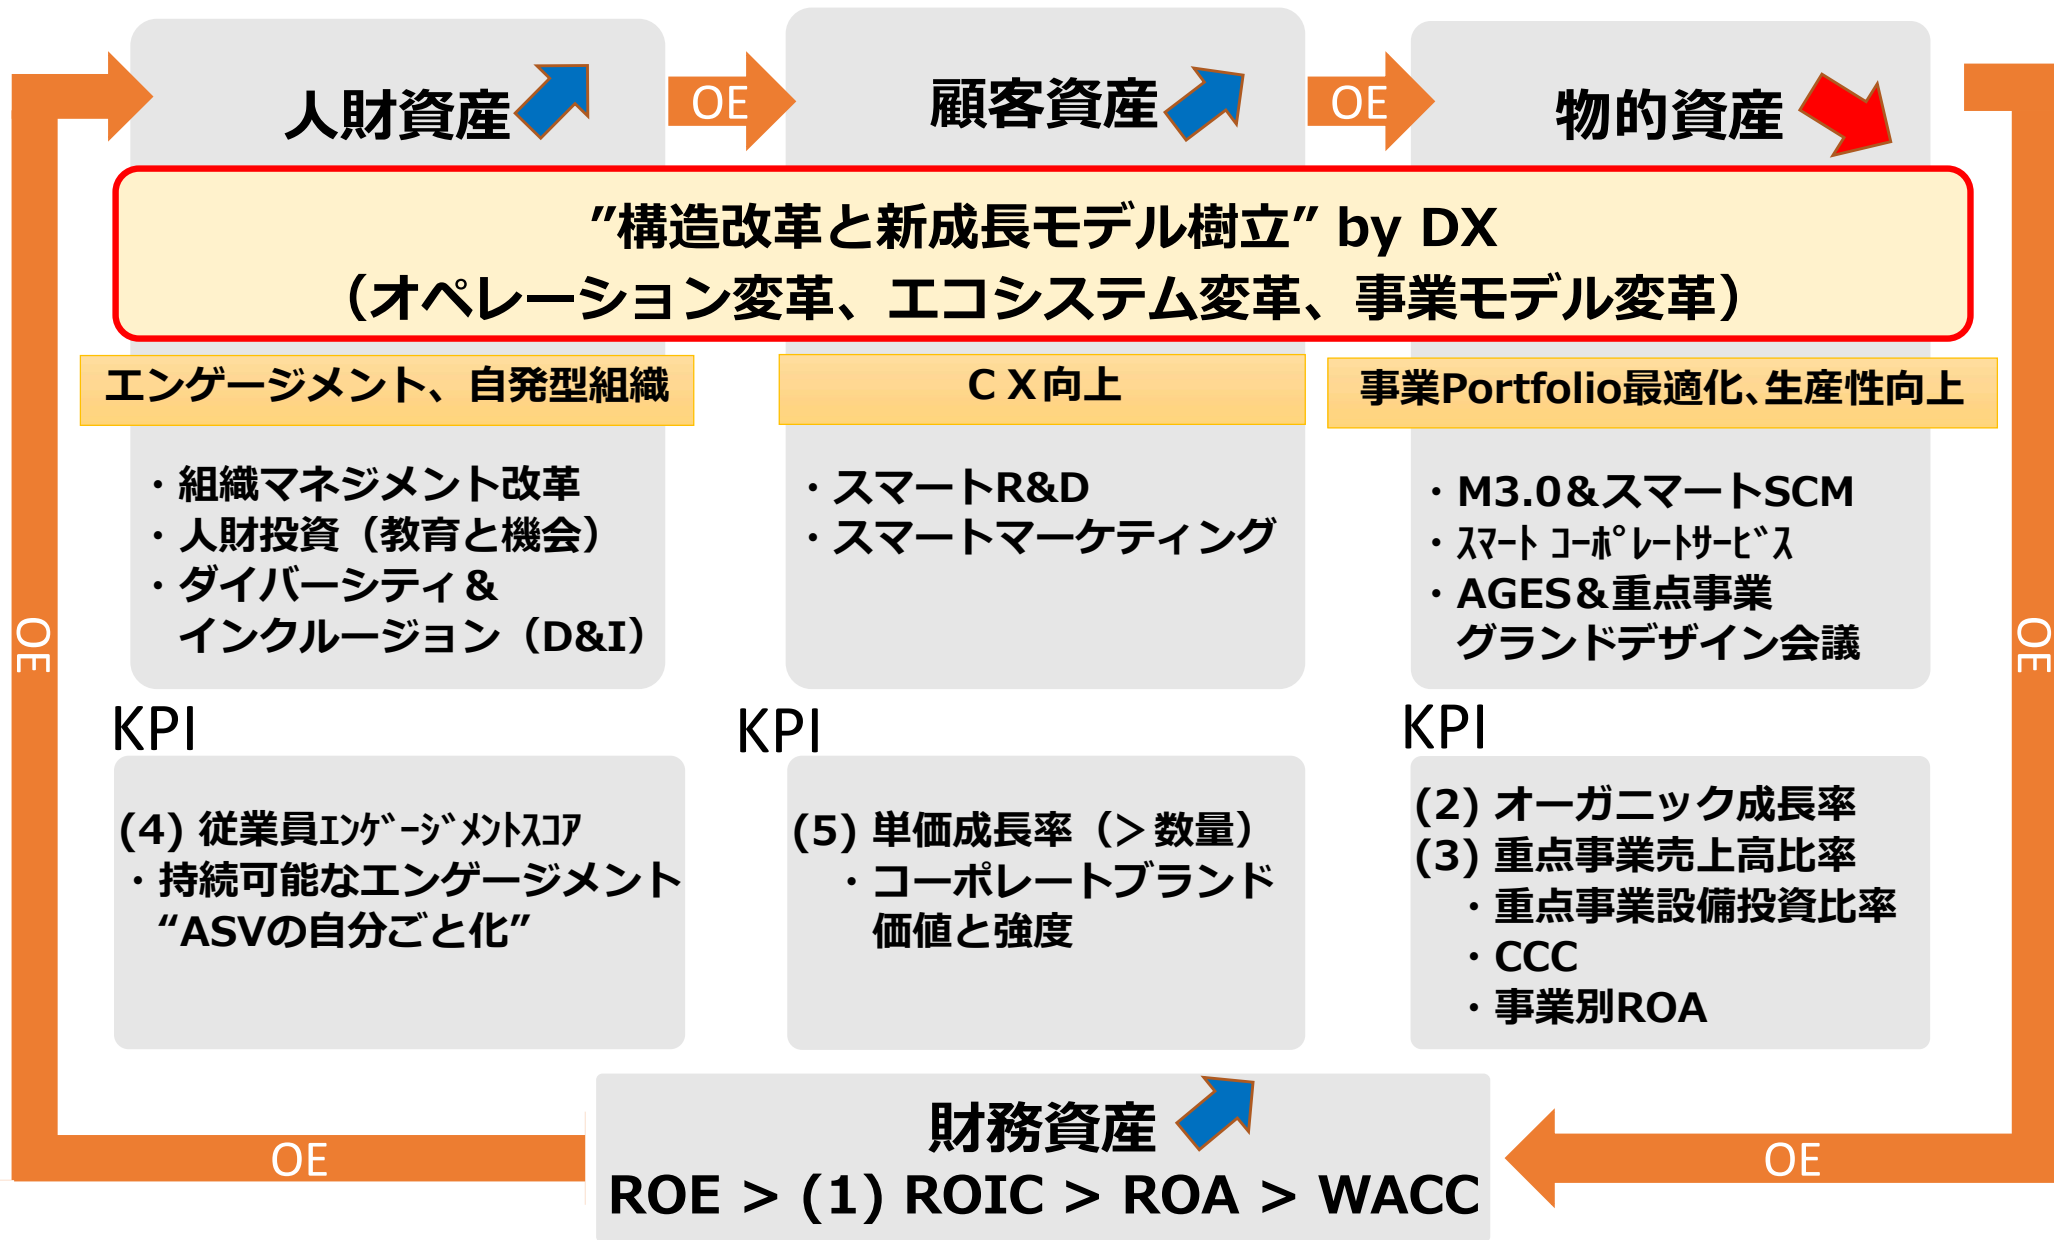 人財資産
OE
顧客資産
OE
物的資産
”構造改革と新成長モデル樹立” by DX
（オペレーション変革、エコシステム変革、事業モデル変革）
エンゲージメント、自発型組織
ＣＸ向上
事業Portfolio最適化、生産性向上
・組織マネジメント改革
・人財投資（教育と機会）
・ダイバーシティ＆
インクルージョン（D&I）
・スマートR&D
・スマートマーケティング
・M3.0＆スマートSCM
・ｽﾏｰﾄ ｺｰﾎﾟﾚｰﾄｻｰﾋﾞｽ
・AGES＆重点事業
グランドデザイン会議
OE
OE
KPI
KPI
KPI
(4) 従業員ｴﾝｹﾞｰｼﾞﾒﾝﾄｽｺｱ
・持続可能なエンゲージメント
“ASVの自分ごと化”
(5) 単価成長率（＞数量）
・コーポレートブランド
価値と強度
(2) オーガニック成長率
(3) 重点事業売上高比率
・重点事業設備投資比率
・CCC
・事業別ROA
OE
財務資産
OE
ROE > (1) ROIC > ROA > WACC